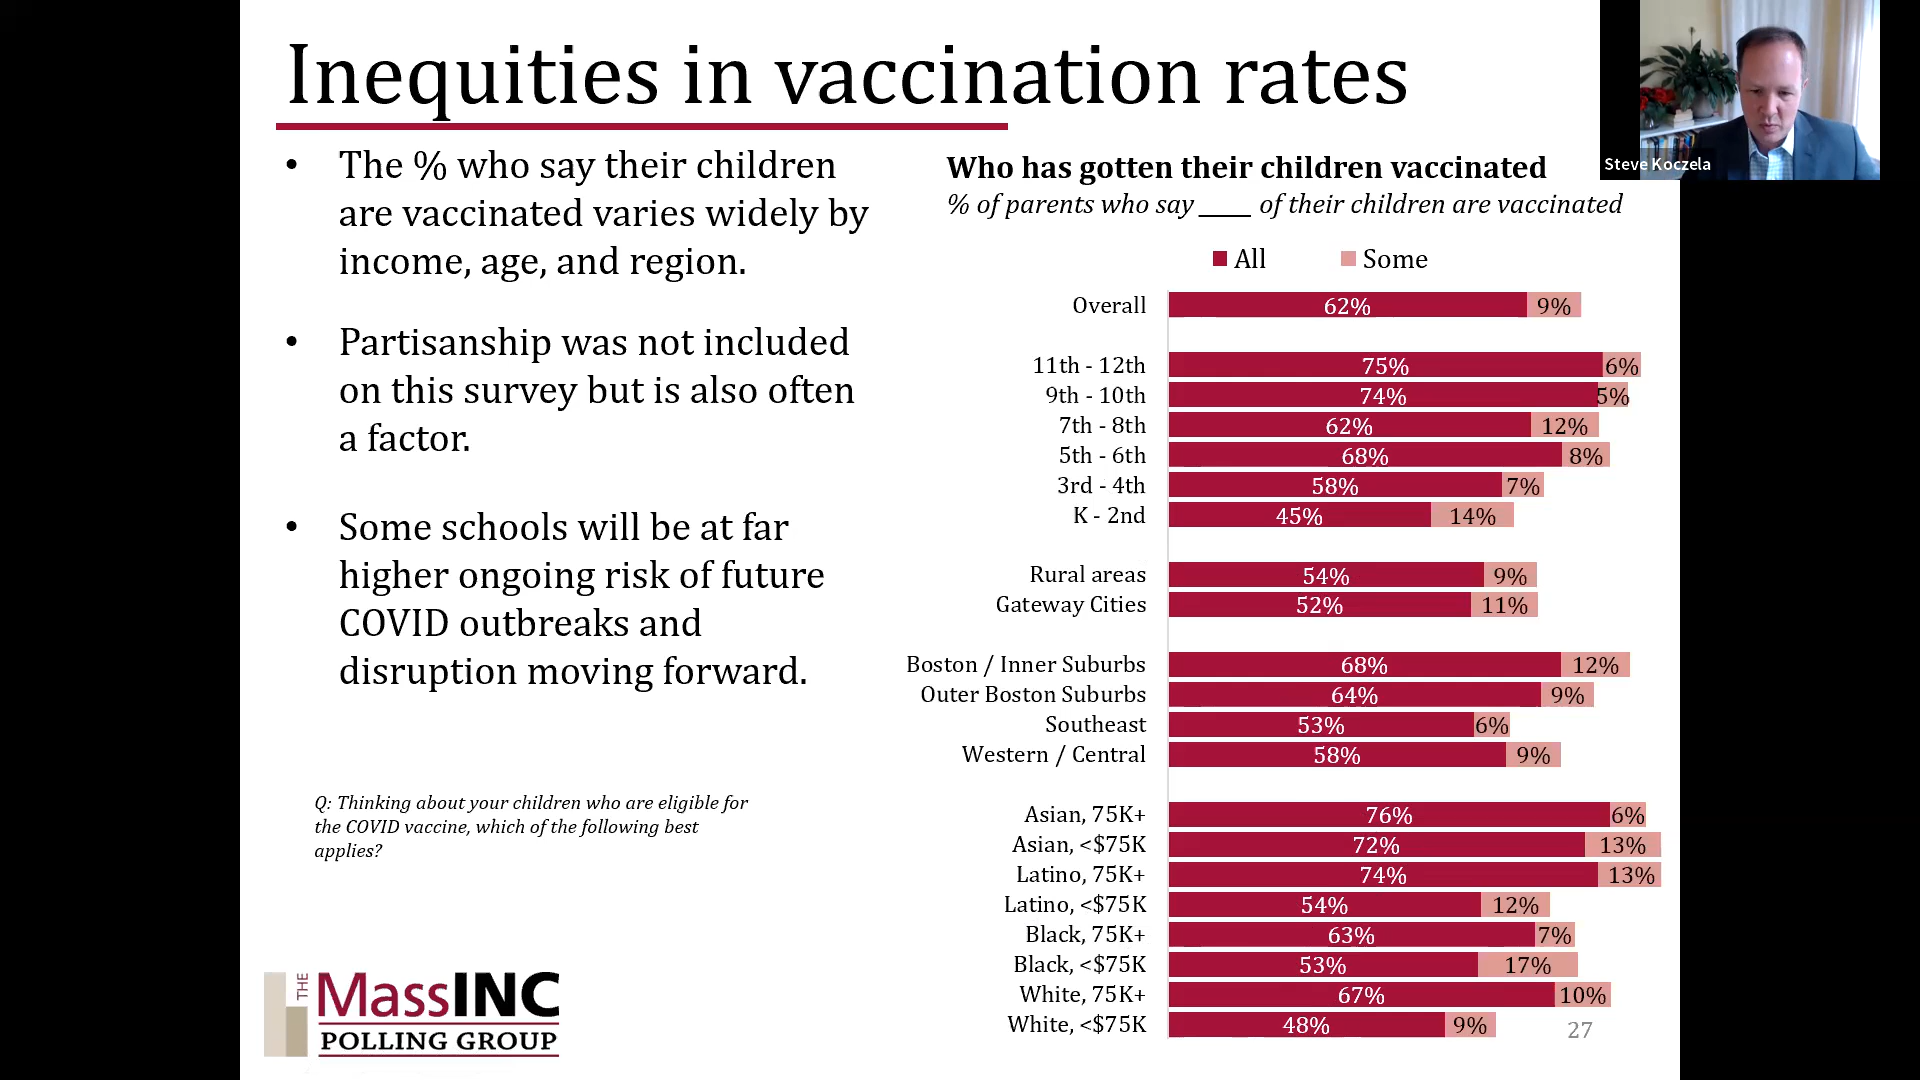 Inequities in vaccination rates
• The % who say their children
are vaccinated varies widely by
income, age, and region.
• Partisanship was not included
on this survey but is also often
a factor.
• Some schools will be at far
higher ongoing risk of future
COVID outbreaks and
disruption moving forward.
Q: Thinking about your children who are eligible for
the COVID vaccine, which of the following best
applies?
THE
MassINC
POLLING GROUP
Steve Koczela
Who has gotten their children vaccinated
% of parents who say _____ of their children are vaccinated
All Some
Overall 62% 9%
11th - 12th 75% 6%
9th - 10th 74% 5%
7th - 8th 62% 12%
5th - 6th 68% 8%
3rd - 4th 58% 7%
K - 2nd 45% 14%
Rural areas 54% 9%
Gateway Cities 52% 11%
Boston / Inner Suburbs 68% 12%
Outer Boston Suburbs 64% 9%
Southeast 53% 6%
Western / Central 58% 9%
Asian, 75K+ 76% 6%
Asian, <$75K 72% 13%
Latino, 75K+ 74% 13%
Latino, <$75K 54% 12%
Black, 75K+ 63% 7%
Black, <$75K 53% 17%
White, 75K+ 67% 10%
White, <$75K 48% 9%
27